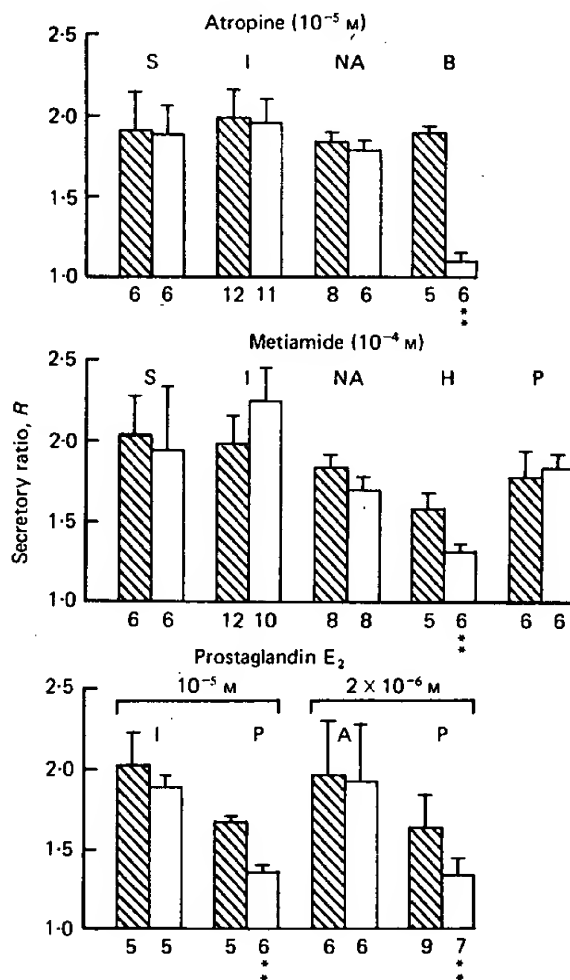 Atropine (10⁻⁵ M)
S I NA B
2·5
2·0
1·5
1·0
6 6 12 11 8 6 5 6
**
Metiamide (10⁻⁴ M)
S I NA H P
2·5
2·0
1·5
1·0
6 6 12 10 8 8 5 6 6 6
**
Secretory ratio, R
Prostaglandin E₂
10⁻⁵ M 2 × 10⁻⁶ M
I P A P
2·5
2·0
1·5
1·0
5 5 5 6 6 6 9 7
** **